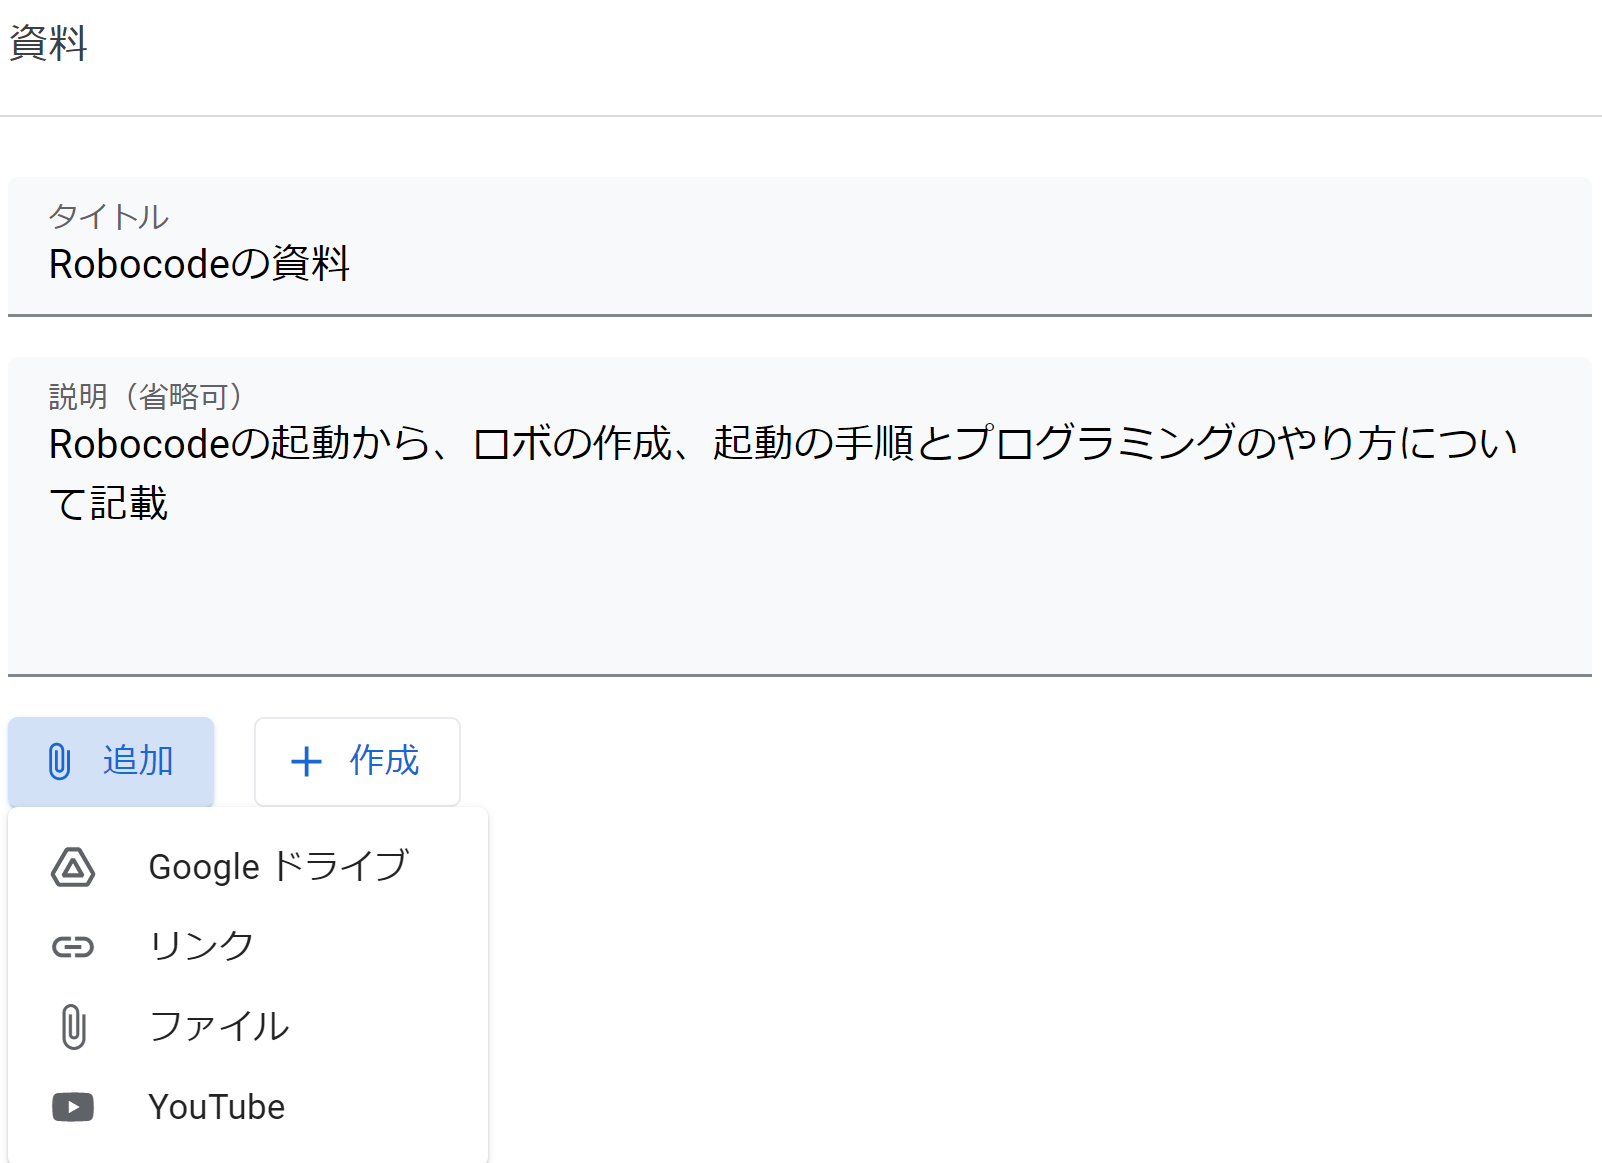 資料
タイトル
Robocodeの資料
説明（省略可）
Robocodeの起動から、ロボの作成、起動の手順とプログラミングのやり方につい
て記載
追加
作成
Google ドライブ
リンク
ファイル
YouTube